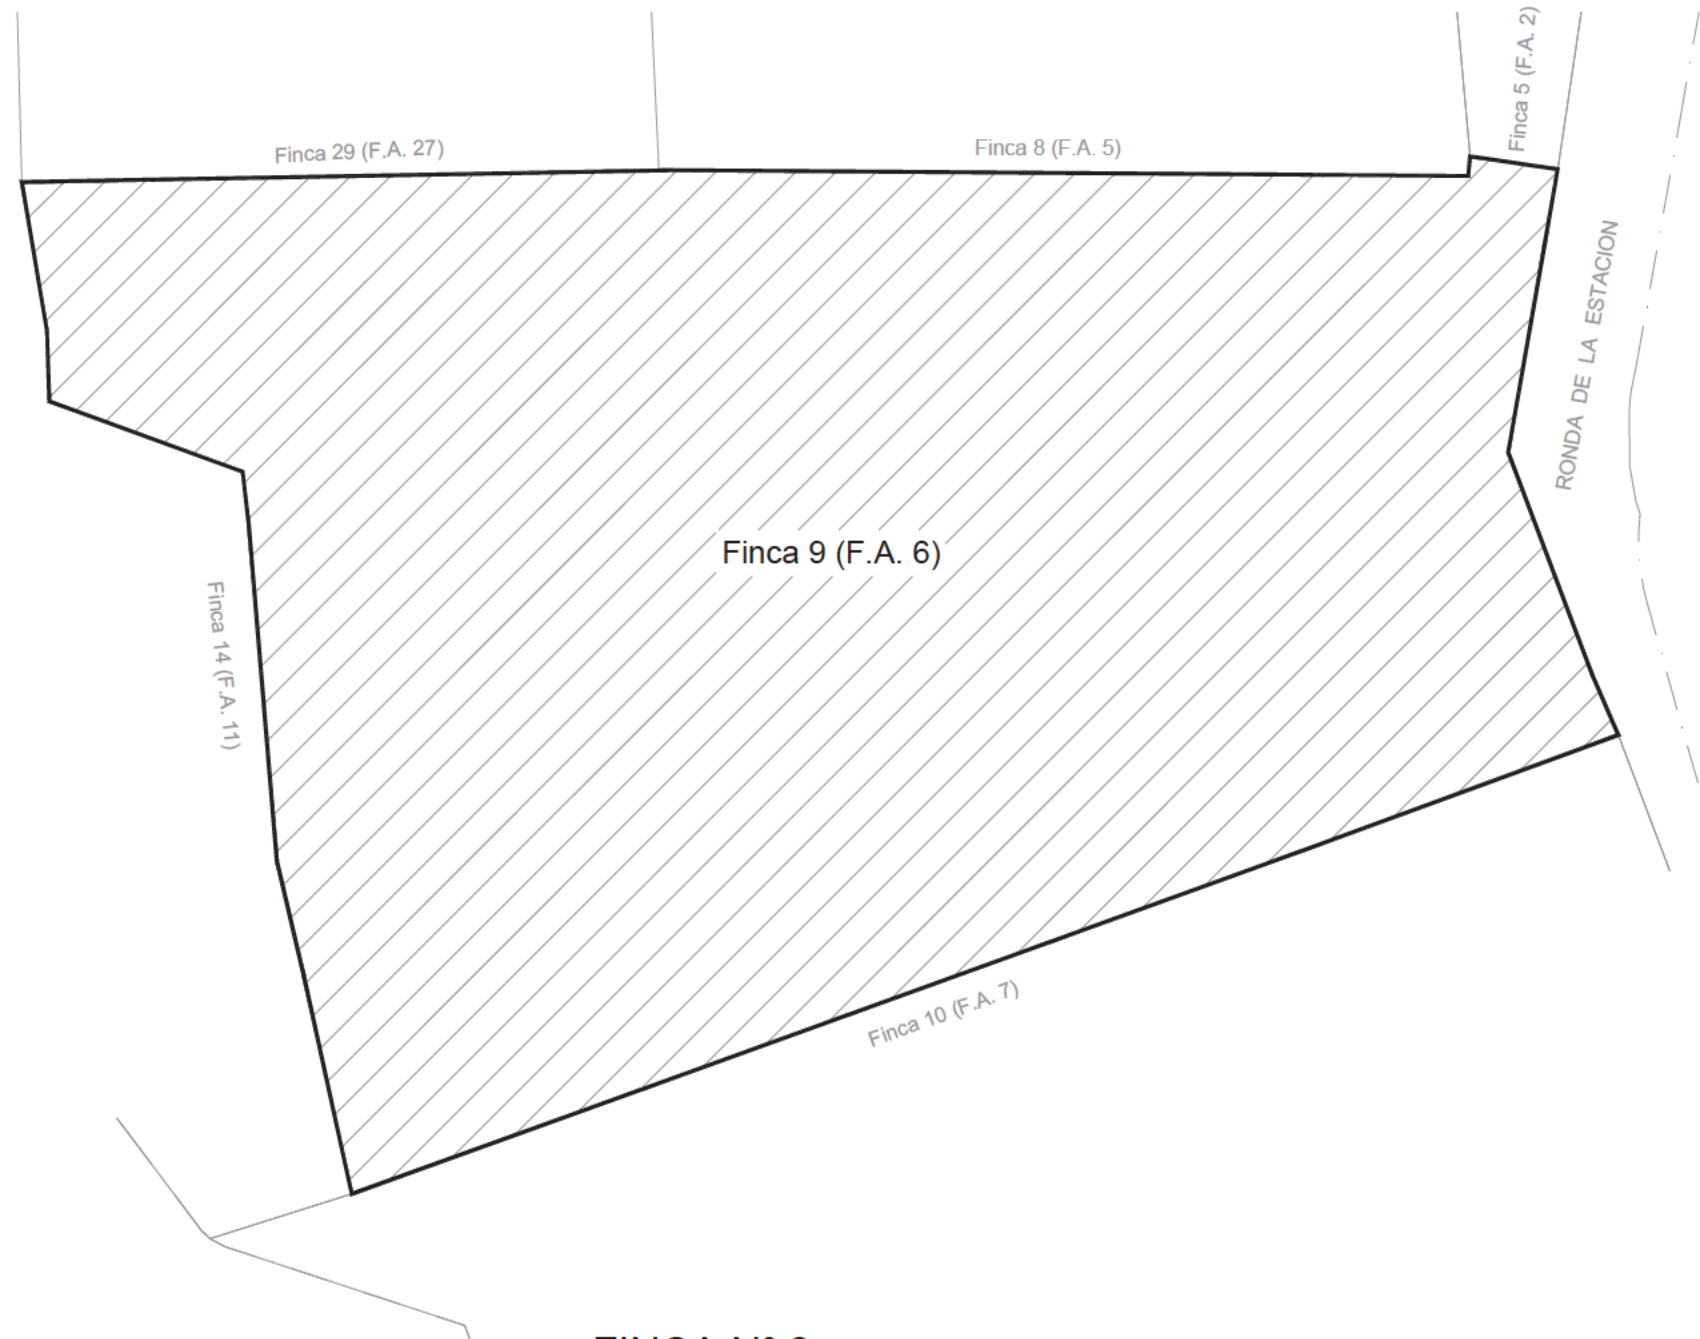 Finca 5 (F.A. 2)
Finca 29 (F.A. 27)
Finca 8 (F.A. 5)
RONDA DE LA ESTACION
Finca 9 (F.A. 6)
Finca 14 (F.A. 11)
Finca 10 (F.A. 7)